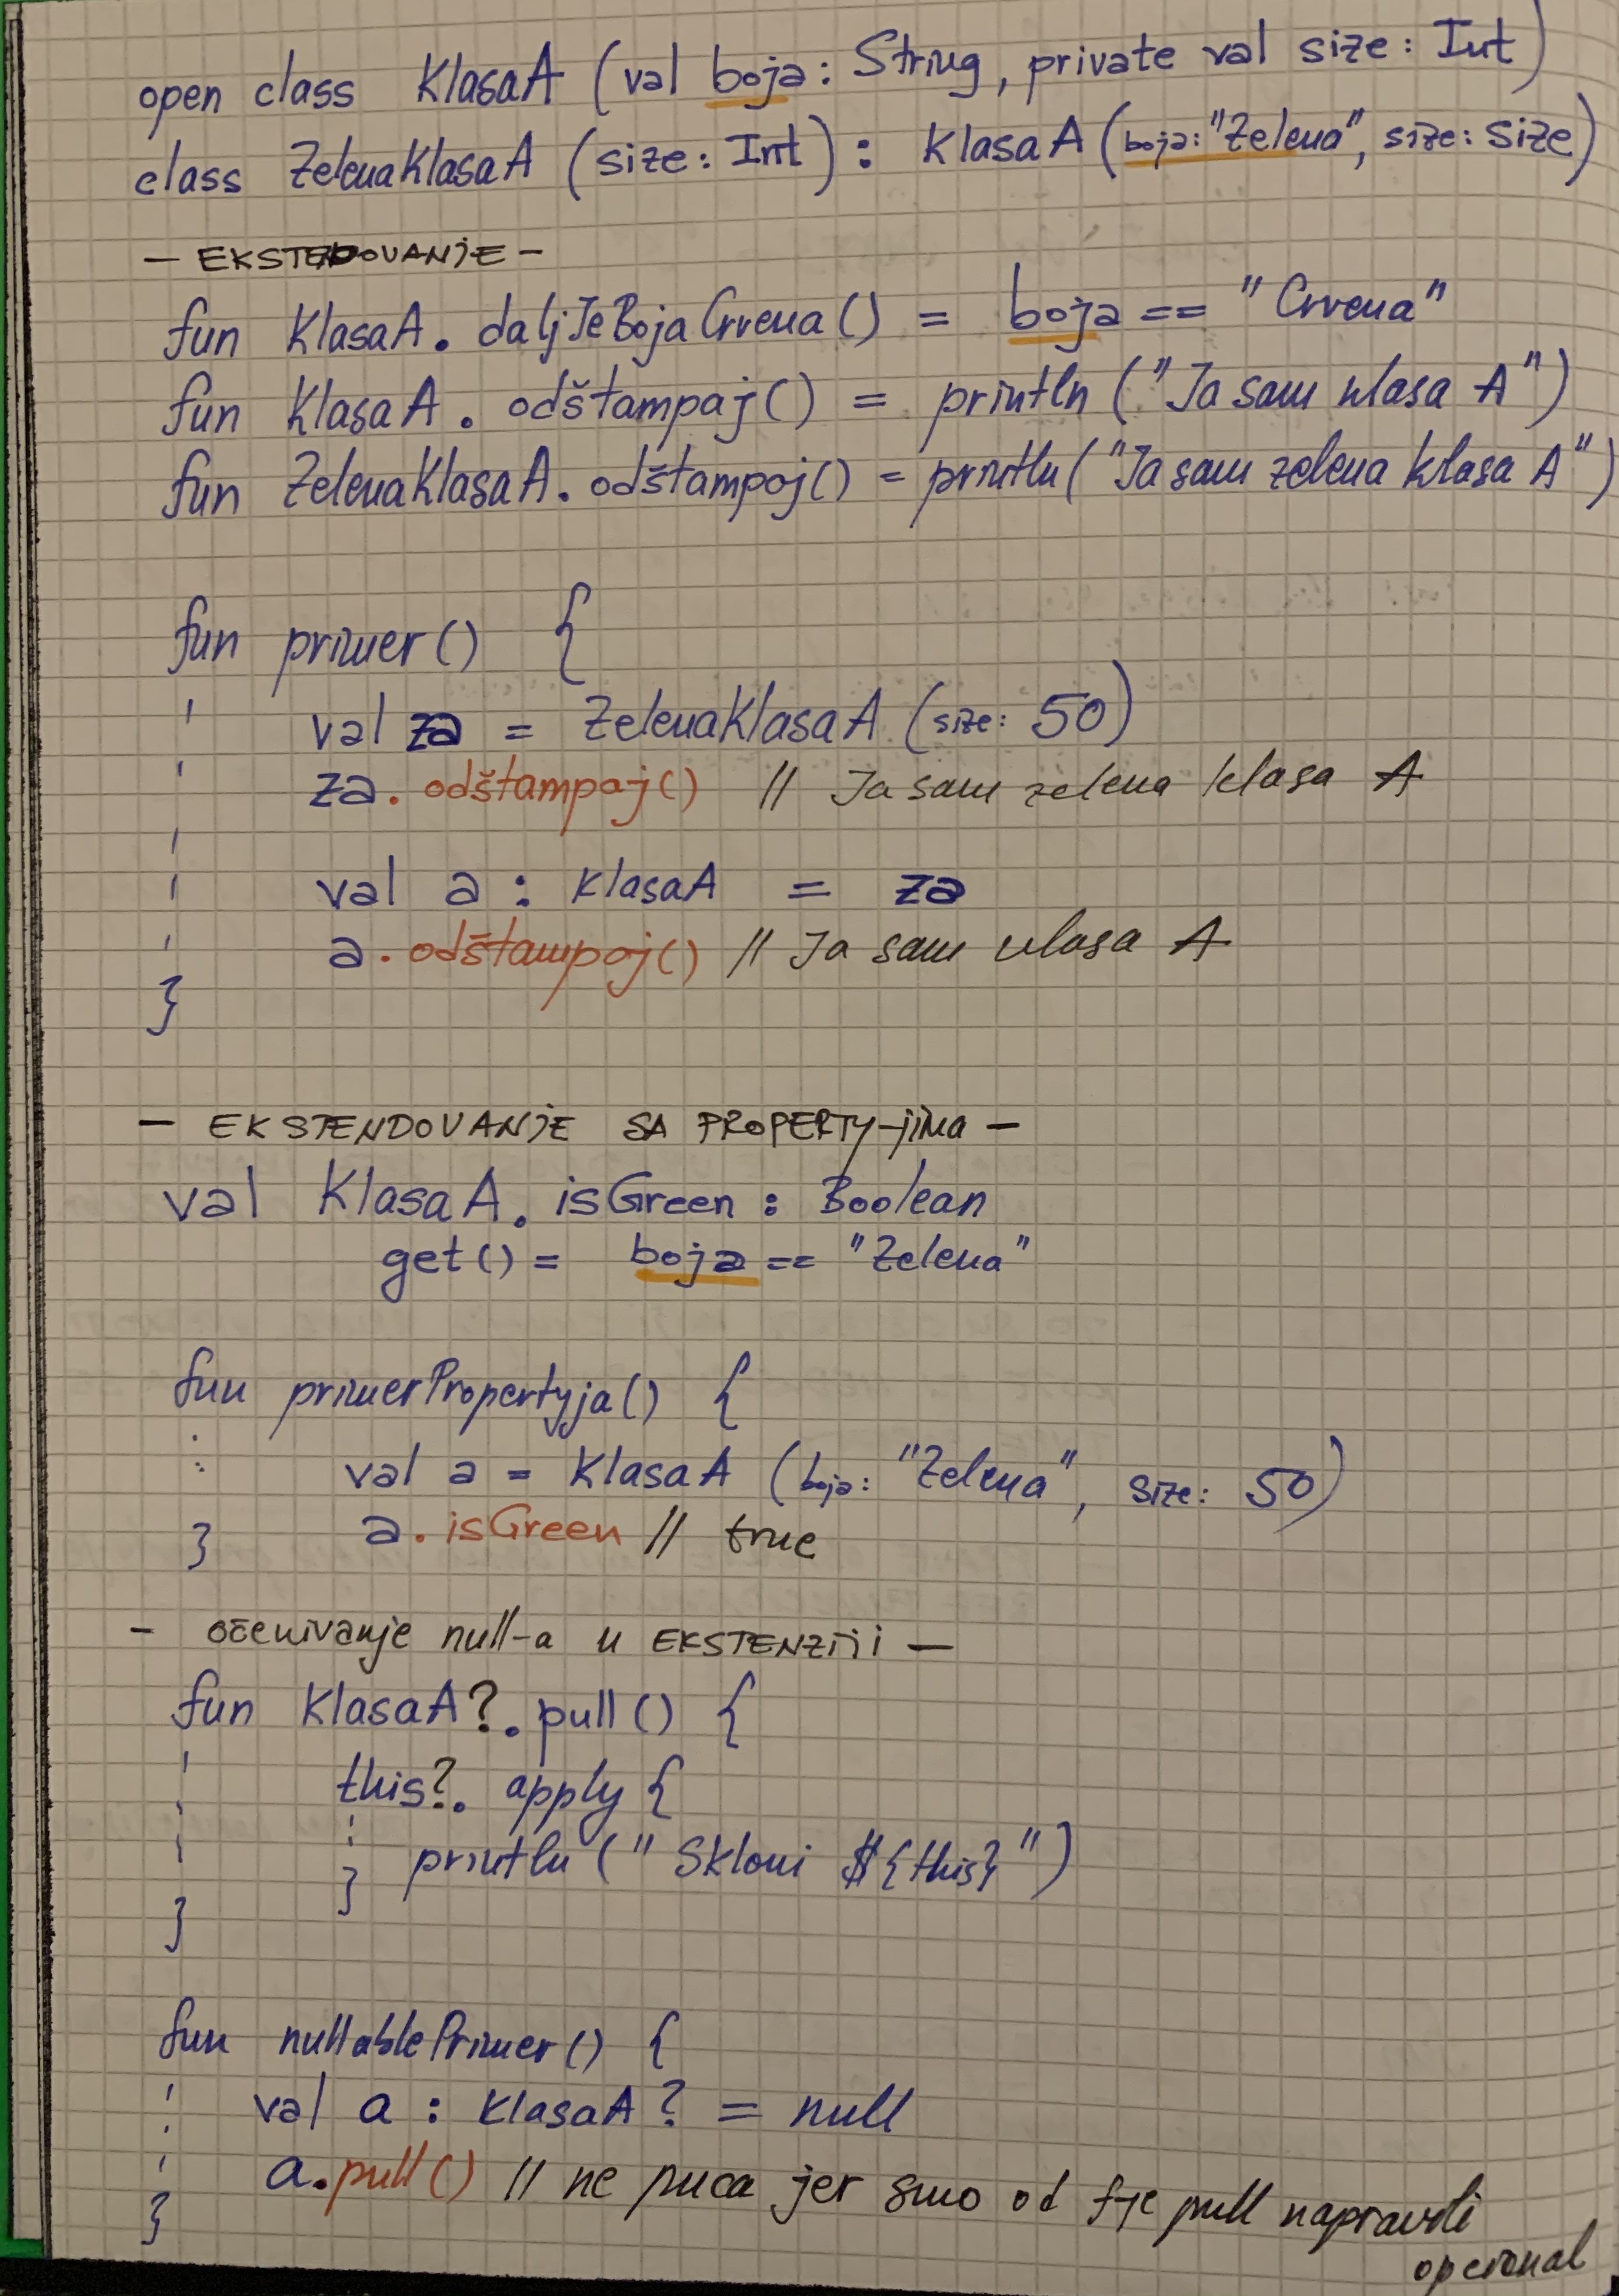 open class KlasaA (val boja: String, private val size: Int)
class ZelenaKlasaA (size: Int) : KlasaA (boja: "Zelena", size: size)
- EKSTENDOVANJE -
fun KlasaA. daljJeBojaCrvena() = boja == "Crvena"
fun KlasaA. odštampaj() = println ("Ja sam klasa A")
fun ZelenaKlasaA. odštampaj() = println("Ja sam zelena klasa A")
fun primer() {
val za = ZelenaKlasaA (size: 50)
za. odštampaj() // Ja sam zelena klasa A
val a : KlasaA = za
a. odštampaj() // Ja sam klasa A
}
- EKSTENDOVANJE SA PROPERTY-jima -
val KlasaA. isGreen : Boolean
get() = boja == "Zelena"
fun primerPropertyja() {
val a = KlasaA (boja: "Zelena", size: 50)
a. isGreen // true
}
- očekivanje null-a u EKSTENZIJI -
fun KlasaA?. pull() {
this?. apply {
println (" Skloni ${this}")
}
}
fun nullablePrimer() {
val a : KlasaA? = null
a.pull() // ne puca jer smo od f-je pull napravili
opcional
}